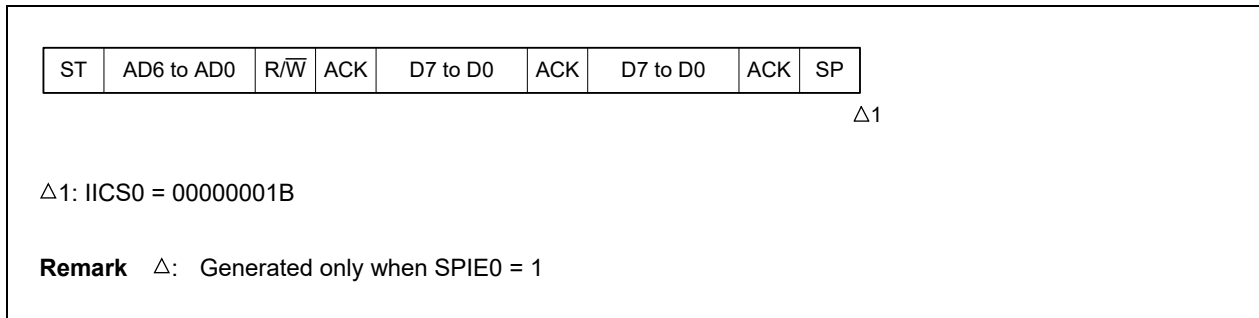 ST AD6 to AD0 R/W̅ ACK D7 to D0 ACK D7 to D0 ACK SP
△1
△1: IICS0 = 00000001B
Remark △: Generated only when SPIE0 = 1